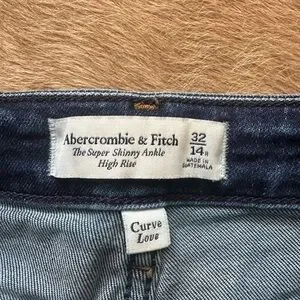 Abercrombie & Fitch
The Super Skinny Ankle
High Rise
32
14R
MADE IN
GUATEMALA
Curve
Love